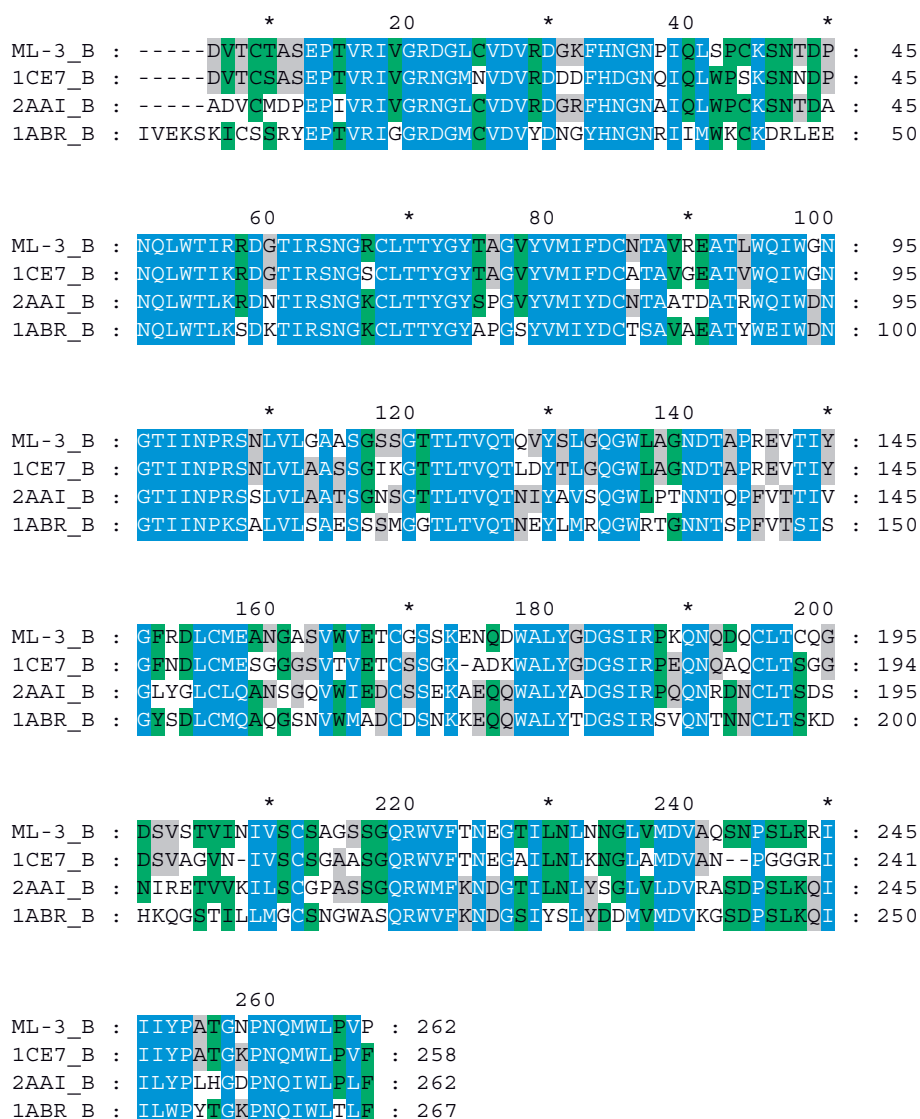 * 20 * 40 *
ML-3_B : -----DVTCTASEPTVRIVGRDGLCVDVRDGKFHNGNPIQLSPCKSNTDP : 45
1CE7_B : -----DVTCSASEPTVRIVGRNGMNVDVRDDDFHDGNQIQLWPSKSNNDP : 45
2AAI_B : -----ADVCMDPEPIVRIVGRNGLCVDVRDGRFHNGNAIQLWPCKSNTDA : 45
1ABR_B : IVEKSKICSSRYEPTVRIGGRDGMCVDVYDNGYHNGNRIIMWKCKDRLEE : 50
60 * 80 * 100
ML-3_B : NQLWTIRRDGTIRSNGRCLTTYGYTAGVYVMIFDCNTAVREATLWQIWGN : 95
1CE7_B : NQLWTIKRDGTIRSNGSCLTTYGYTAGVYVMIFDCATAVGEATVWQIWGN : 95
2AAI_B : NQLWTLKRDNTIRSNGKCLTTYGYSPGVYVMIYDCNTAATDATRWQIWDN : 95
1ABR_B : NQLWTLKSDKTIRSNGKCLTTYGYAPGSYVMIYDCTSAVAEATYWEIWDN : 100
* 120 * 140 *
ML-3_B : GTIINPRSNLVLGAASGSSGTTLTVQTQVYSLGQGWLAGNDTAPREVTIY : 145
1CE7_B : GTIINPRSNLVLAASSGIKGTTLTVQTLDYTLGQGWLAGNDTAPREVTIY : 145
2AAI_B : GTIINPRSSLVLAATSGNSGTTLTVQTNIYAVSQGWLPTNNTQPFVTTIV : 145
1ABR_B : GTIINPKSALVLSAESSSMGGTLTVQTNEYLMRQGWRTGNNTSPFVTSIS : 150
160 * 180 * 200
ML-3_B : GFRDLCMEANGASVWVETCGSSKENQDWALYGDGSIRPKQNQDQCLTCQG : 195
1CE7_B : GFNDLCMESGGGSVTVETCSSGK-ADKWALYGDGSIRPEQNQAQCLTSGG : 194
2AAI_B : GLYGLCLQANSGQVWIEDCSSEKAEQQWALYADGSIRPQQNRDNCLTSDS : 195
1ABR_B : GYSDLCMQAQGSNVWMADCDSNKKEQQWALYTDGSIRSVQNTNNCLTSKD : 200
* 220 * 240 *
ML-3_B : DSVSTVINIVSCSAGSSGQRWVFTNEGTILNLNNGLVMDVAQSNPSLRRI : 245
1CE7_B : DSVAGVN-IVSCSGAASGQRWVFTNEGAILNLKNGLAMDVAN--PGGGRI : 241
2AAI_B : NIRETVVKILSCGPASSGQRWMFKNDGTILNLYSGLVLDVRASDPSLKQI : 245
1ABR_B : HKQGSTILLMGCSNGWASQRWVFKNDGSIYSLYDDMVMDVKGSDPSLKQI : 250
260
ML-3_B : IIYPATGNPNQMWLPVP : 262
1CE7_B : IIYPATGKPNQMWLPVF : 258
2AAI_B : ILYPLHGDPNQIWLPLF : 262
1ABR_B : ILWPYTGKPNQIWLTLF : 267